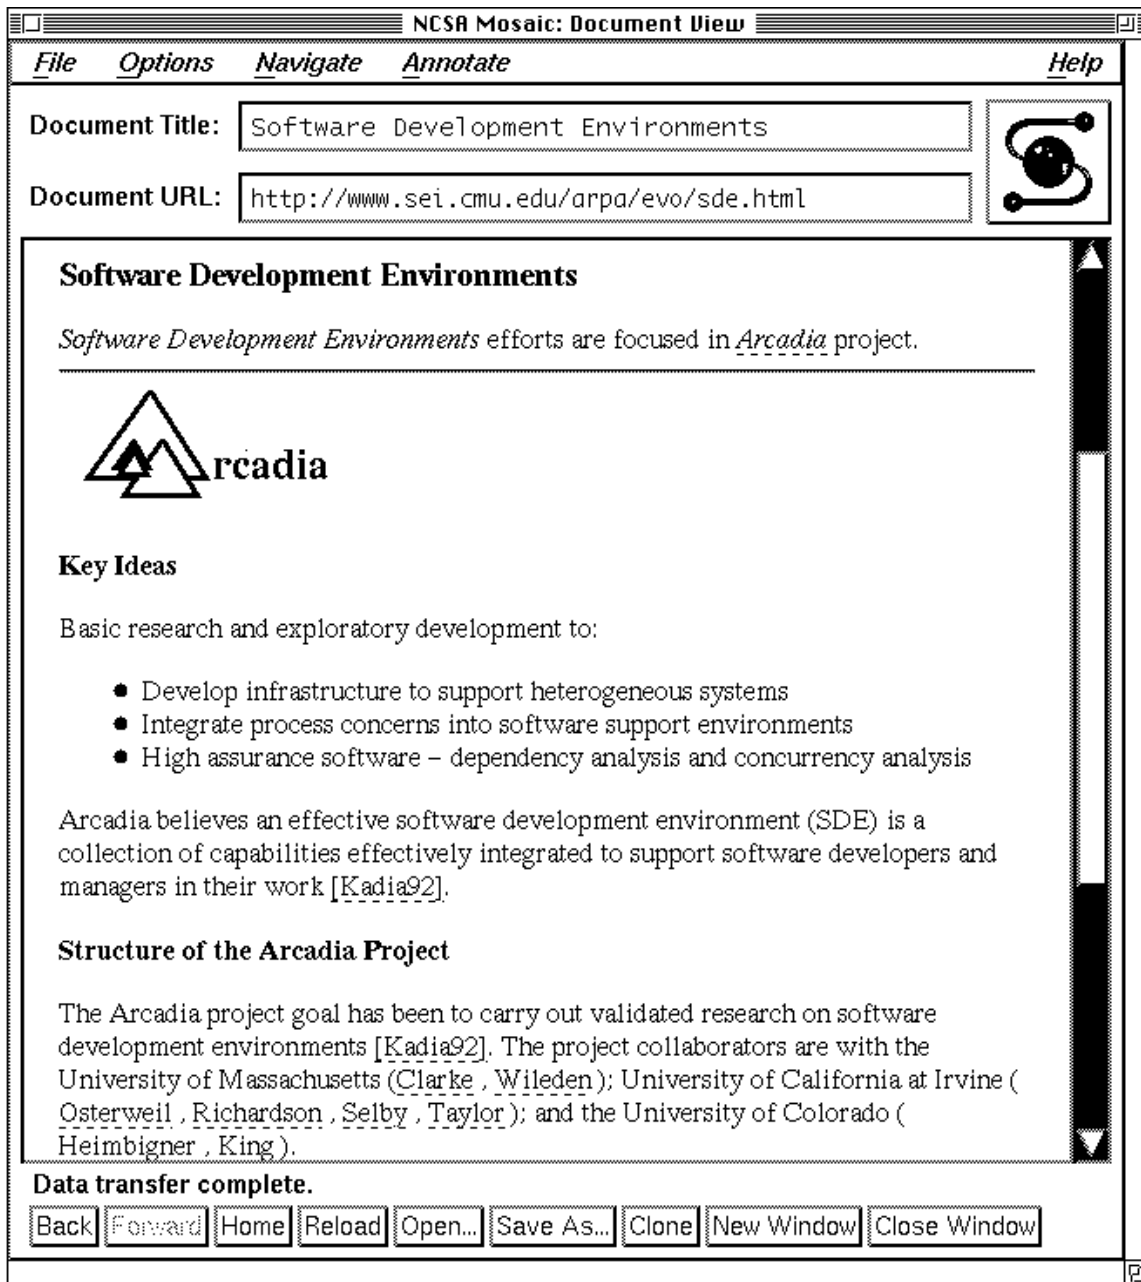 NCSA Mosaic: Document View
File Options Navigate Annotate Help
Document Title: Software Development Environments
Document URL: http://www.sei.cmu.edu/arpa/evo/sde.html
Software Development Environments
Software Development Environments efforts are focused in Arcadia project.
rcadia
Key Ideas
Basic research and exploratory development to:
● Develop infrastructure to support heterogeneous systems
● Integrate process concerns into software support environments
● High assurance software – dependency analysis and concurrency analysis
Arcadia believes an effective software development environment (SDE) is a
collection of capabilities effectively integrated to support software developers and
managers in their work [Kadia92].
Structure of the Arcadia Project
The Arcadia project goal has been to carry out validated research on software
development environments [Kadia92]. The project collaborators are with the
University of Massachusetts (Clarke , Wileden ); University of California at Irvine (
Osterweil , Richardson , Selby , Taylor ); and the University of Colorado (
Heimbigner , King ).
Data transfer complete.
Back Forward Home Reload Open... Save As... Clone New Window Close Window